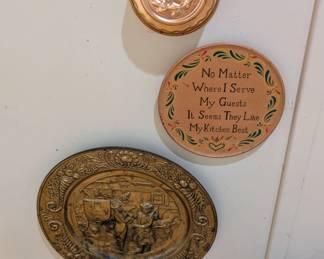 No Matter
Where I Serve
My Guests
It Seems They Like
My Kitchen Best